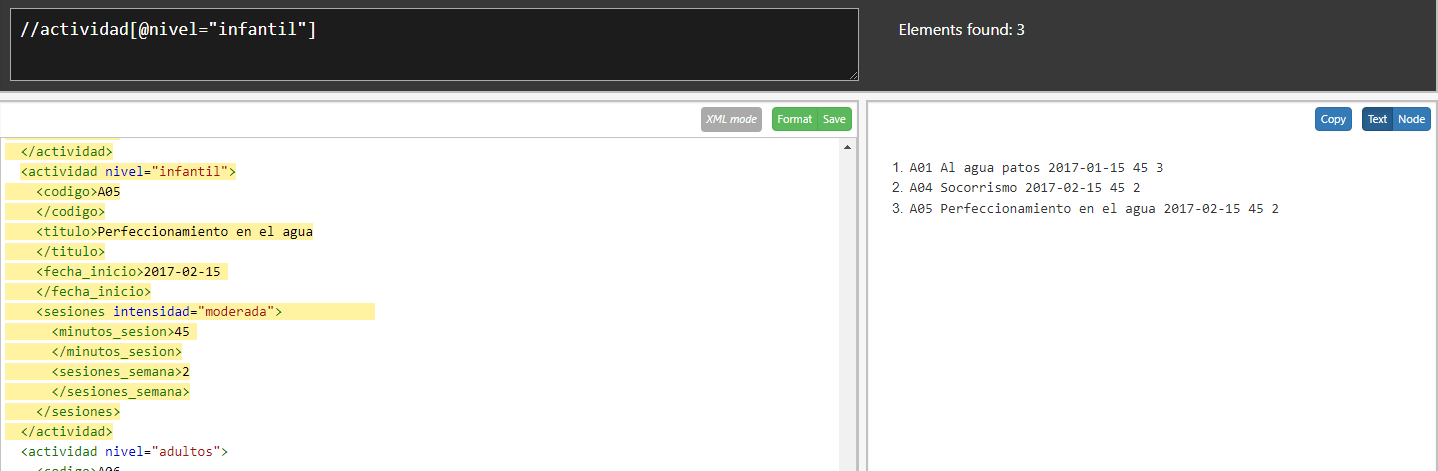 //actividad[@nivel="infantil"]
Elements found: 3
XML mode
Format
Save
Copy
Text
Node
</actividad>
<actividad nivel="infantil">
<codigo>A05
</codigo>
<titulo>Perfeccionamiento en el agua
</titulo>
<fecha_inicio>2017-02-15
</fecha_inicio>
<sesiones intensidad="moderada">
<minutos_sesion>45
</minutos_sesion>
<sesiones_semana>2
</sesiones_semana>
</sesiones>
</actividad>
<actividad nivel="adultos">
<codigo>A06
1. A01 Al agua patos 2017-01-15 45 3
2. A04 Socorrismo 2017-02-15 45 2
3. A05 Perfeccionamiento en el agua 2017-02-15 45 2